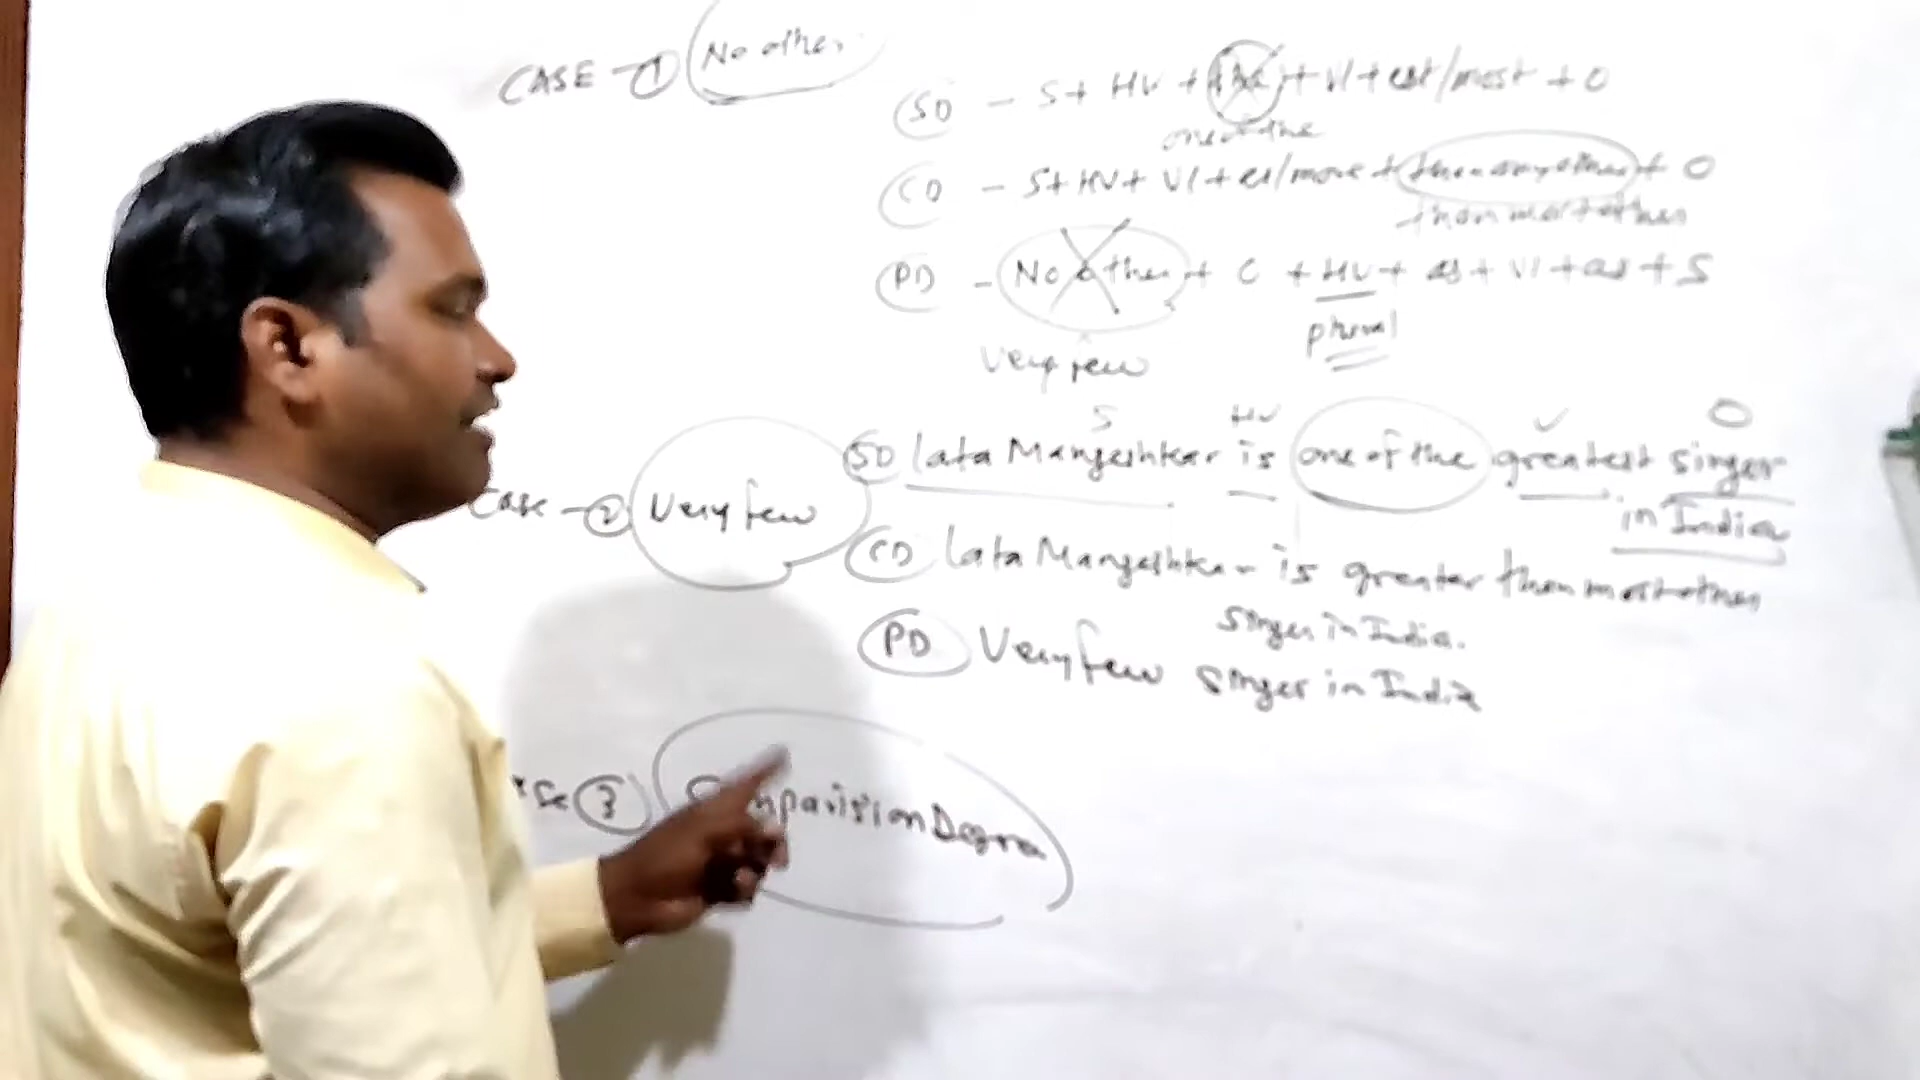 CASE - ① No other
SD - S + HV + the + V1 + est/most + O
one of the
CD - S + HV + V1 + er/more + than any other + O
than most other
PD - No other + C + HV + as + V1 + as + S
Very few
plural
S HV V O
Case - ② Very few
SD Lata Mangeshkar is one of the greatest singer
in India
CD Lata Mangeshkar is greater than most other
singer in India.
PD Very few singer in India
③ Comparision Degree